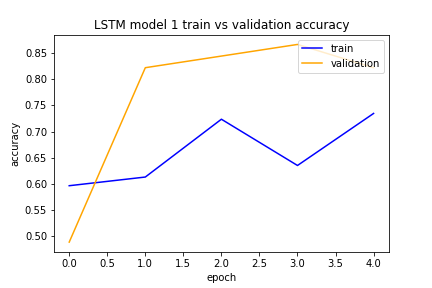 LSTM model 1 train vs validation accuracy
train
validation
0.85
0.80
0.75
0.70
0.65
0.60
0.55
0.50
accuracy
0.0 0.5 1.0 1.5 2.0 2.5 3.0 3.5 4.0
epoch